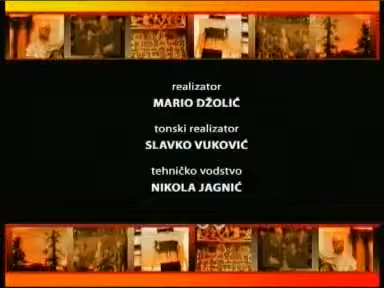 realizator
MARIO DŽOLIĆ
tonski realizator
SLAVKO VUKOVIĆ
tehničko vodstvo
NIKOLA JAGNIĆ